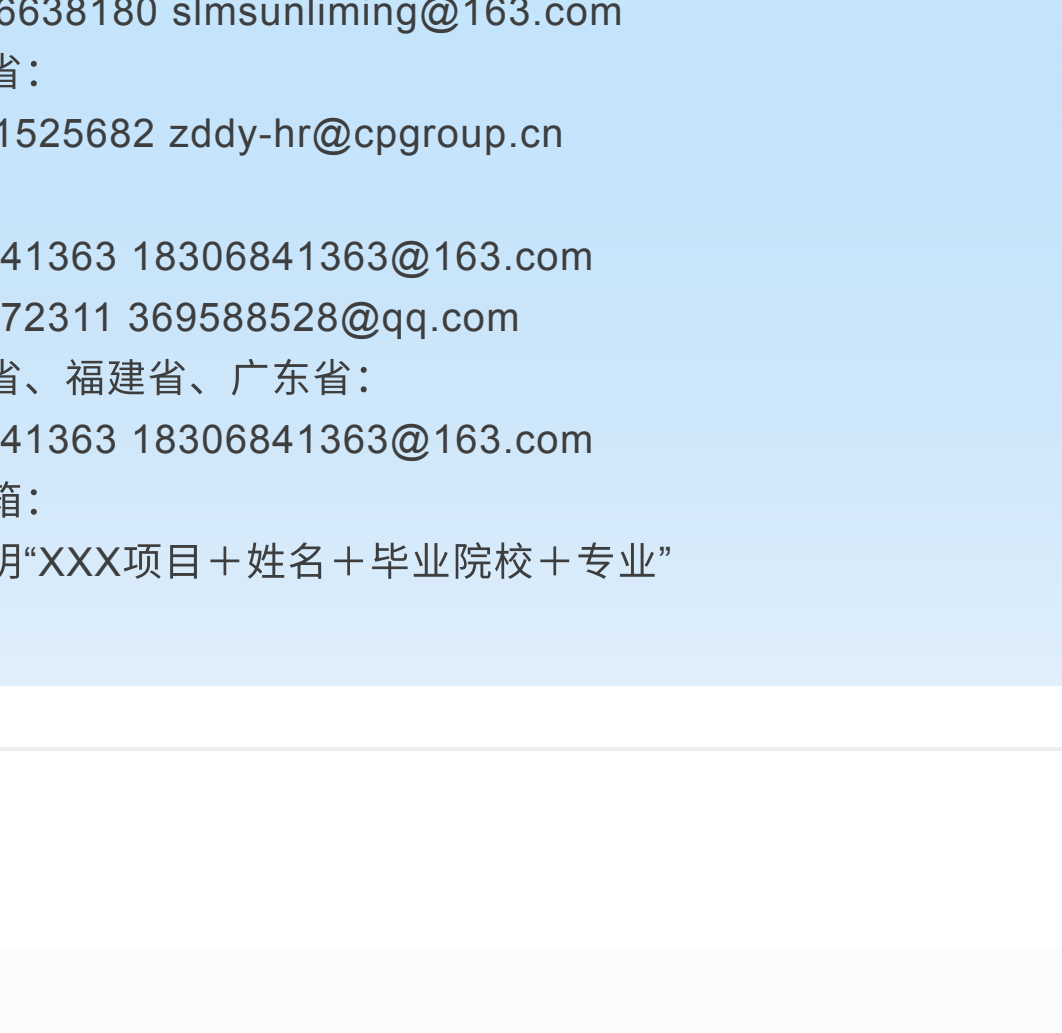 6638180 slmsunliming@163.com
省：
1525682 zddy-hr@cpgroup.cn
41363 18306841363@163.com
72311 369588528@qq.com
省、福建省、广东省：
41363 18306841363@163.com
箱：
明“XXX项目＋姓名＋毕业院校＋专业”